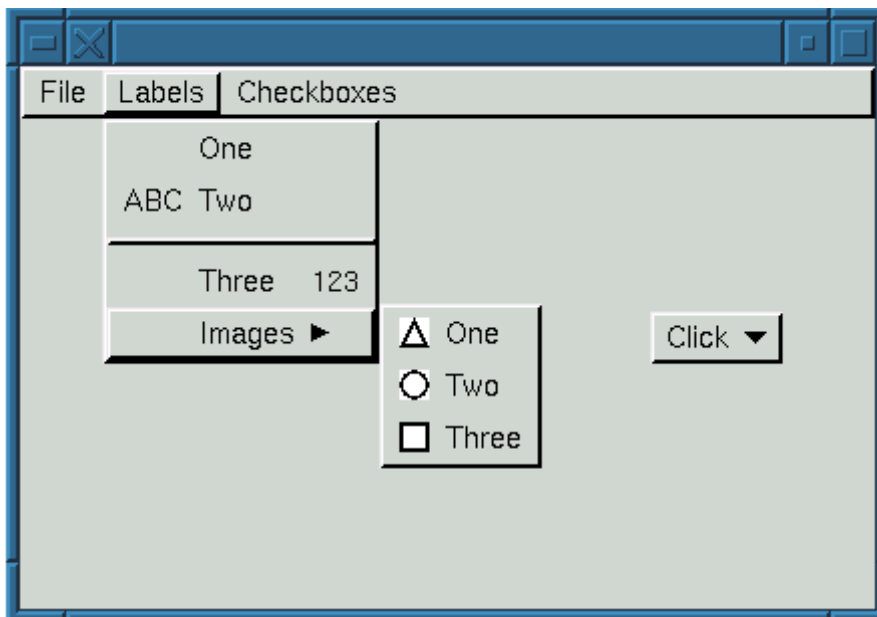 File Labels Checkboxes
One
ABC Two
Three 123
Images
One
Two
Three
Click